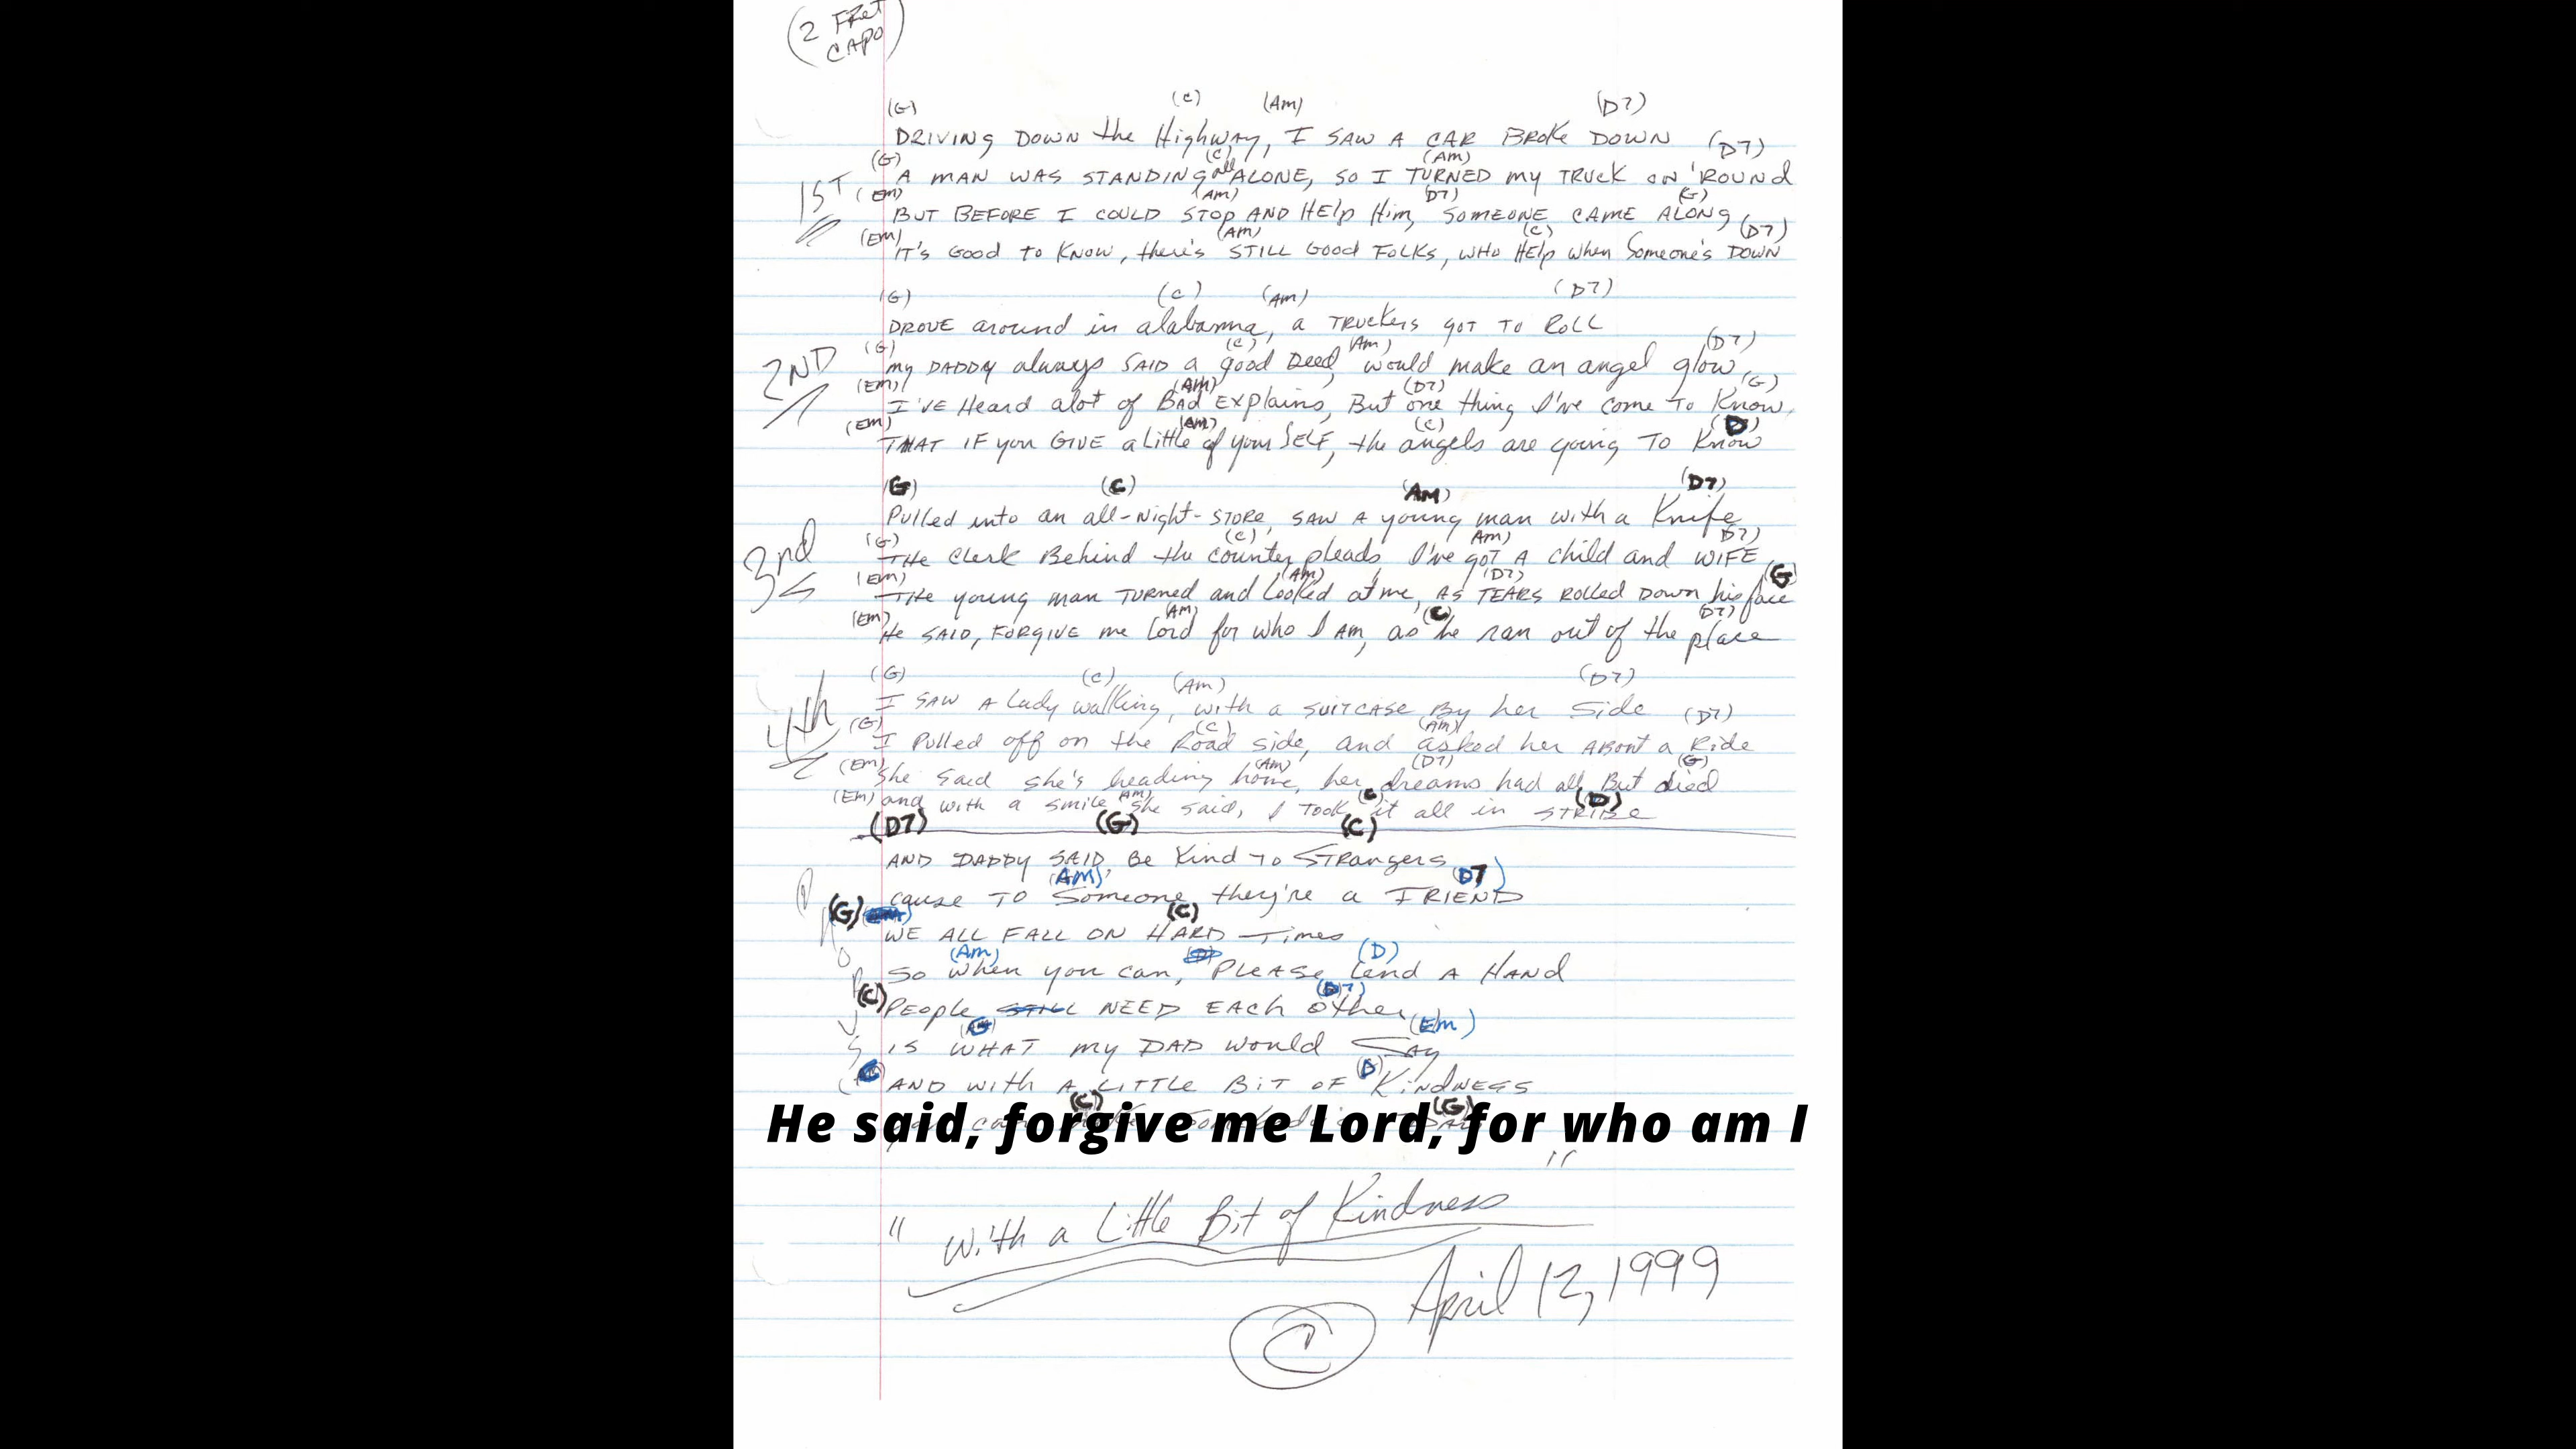 (2 FRET
CAPO)
(G) (C) (Am) (D7)
DRIVING DOWN the Highway, I SAW A CAR BROKE DOWN (D7)
(G) (C) (Am)
1ST A MAN WAS STANDING all ALONE, SO I TURNED my TRUCK ON 'ROUND
(Em) (Am) (D7) (G)
BUT BEFORE I COULD STOP AND HELP Him, SOMEONE CAME ALONG
(Em) (Am) (C) (D7)
IT'S GOOD TO KNOW, there's STILL GOOD FOLKS, WHO HELP when Someone's DOWN
(G) (C) (Am) (D7)
DROVE around in alabama, a TRUCKERS GOT TO ROLL
(G) (C) (Am) (D7)
2ND my DADDY always SAID a good Deed, would make an angel glow
(Em) (AM) (D7) (G)
I'VE Heard alot of BAD Explains, But one thing I've come To Know,
(Em) (Am) (C) (D)
THAT IF you GIVE a Little of your SELF, the angels are going TO Know
(G) (C) (AM) (D7)
Pulled into an all-Night-STORE, SAW A young man with a Knife
(G) (C) Am) D7)
3rd THE Clerk Behind the counter pleads, I've got A child and WIFE
(Em) (Am) (D7) (G)
THE young man TURNED and Looked at me, AS TEARS ROLLED DOWN his face
(Em) (AM) (C) (D7)
He SAID, FORGIVE me Lord for who I AM, as he ran out of the place
(G) (C) (Am) (D7)
4th I SAW A Lady walking, with a SUITCASE By her Side (D7)
(G) (C) (AM)
I Pulled off on the Road side, and asked her ABOUT a Ride
(Em) (Am) (D7) (G)
She Said she's heading home, her dreams had all But died
(Em) (AM) (C) (D)
and with a smile she said, I TOOK it all in STRIDE
(D7) (G) (C)
AND DADDY SAID, Be Kind TO STRangers
(AM) (D7)
cause TO Someone they're a FRIEND
(G) (C)
WE ALL FALL ON HARD Times
(Am) (D)
SO when you can, PLEASE Lend A HAND
(C) (D7)
PEOPLE STILL NEED EACH other
(G) (Em)
IS WHAT my DAD would Say
(C) (D)
AND with A LITTLE BIT OF KINDNESS
(C) (G)
He said, forgive me Lord, for who am I
"With a Little Bit of Kindness"
April 12, 1999
©